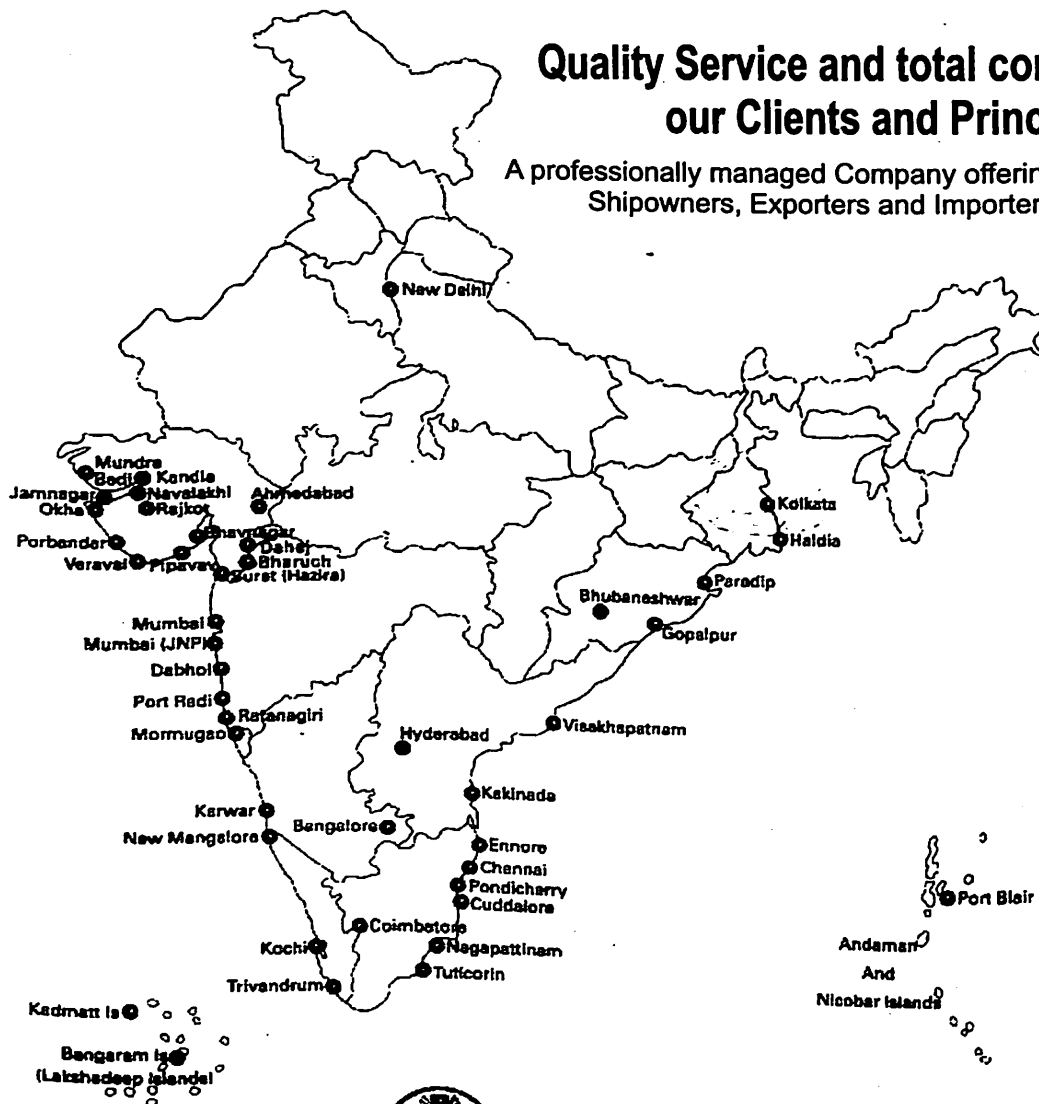 Quality Service and total co
our Clients and Princ
A professionally managed Company offerin
Shipowners, Exporters and Importer
New Delhi
Mundra
Bedi
Kandla
Jamnagar
Navalakhi
Ahmedabad
Okha
Rajkot
Porbandar
Bhavnagar
Dahej
Veraval
Pipavav
Bharuch
Surat (Hazira)
Kolkata
Haldia
Paradip
Bhubaneshwar
Gopalpur
Mumbai
Mumbai (JNP)
Dabhol
Port Redi
Ratanagiri
Mormugao
Visakhapatnam
Hyderabad
Kakinada
Karwar
Bangalore
New Mangalore
Ennore
Chennai
Pondicherry
Cuddalore
Port Blair
Coimbatore
Kochi
Nagapattinam
Andaman
And
Nicobar Islands
Tuticorin
Trivandrum
Kadmatt Is
Bangaram Is
(Lakshadeep Islands)